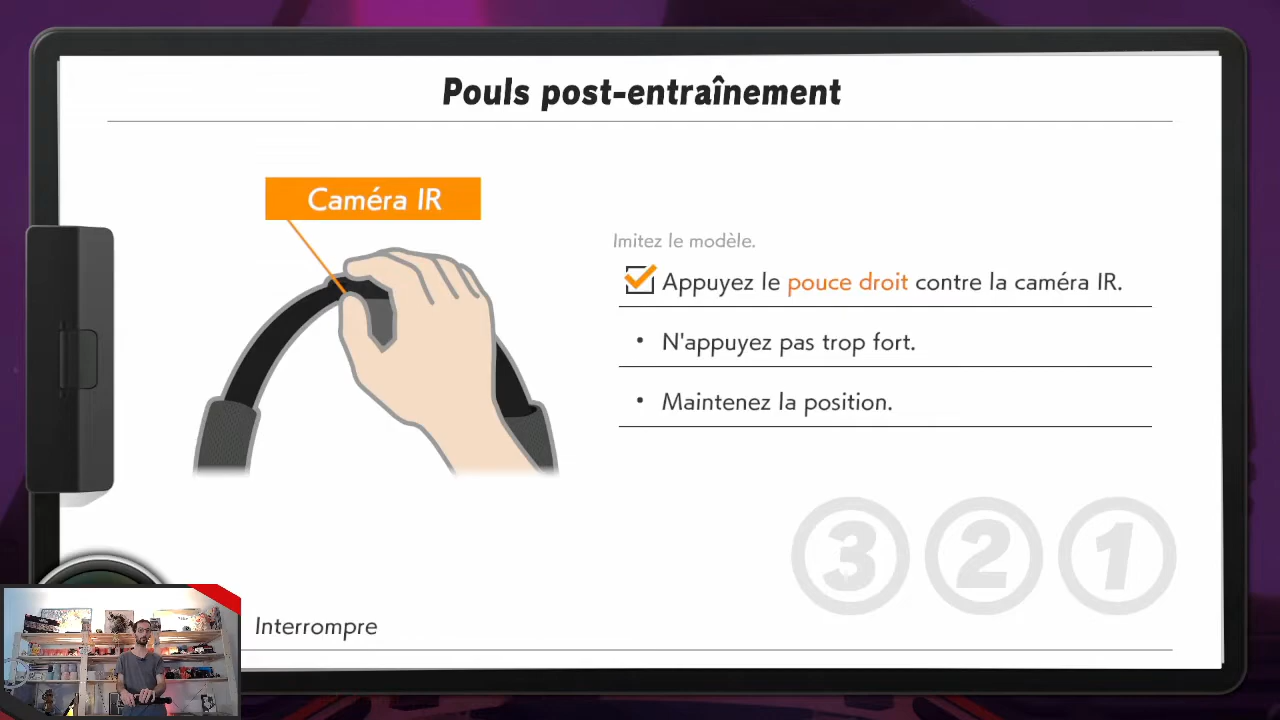 Pouls post-entraînement
Caméra IR
Imitez le modèle.
Appuyez le pouce droit contre la caméra IR.
• N'appuyez pas trop fort.
• Maintenez la position.
3 2 1
Interrompre